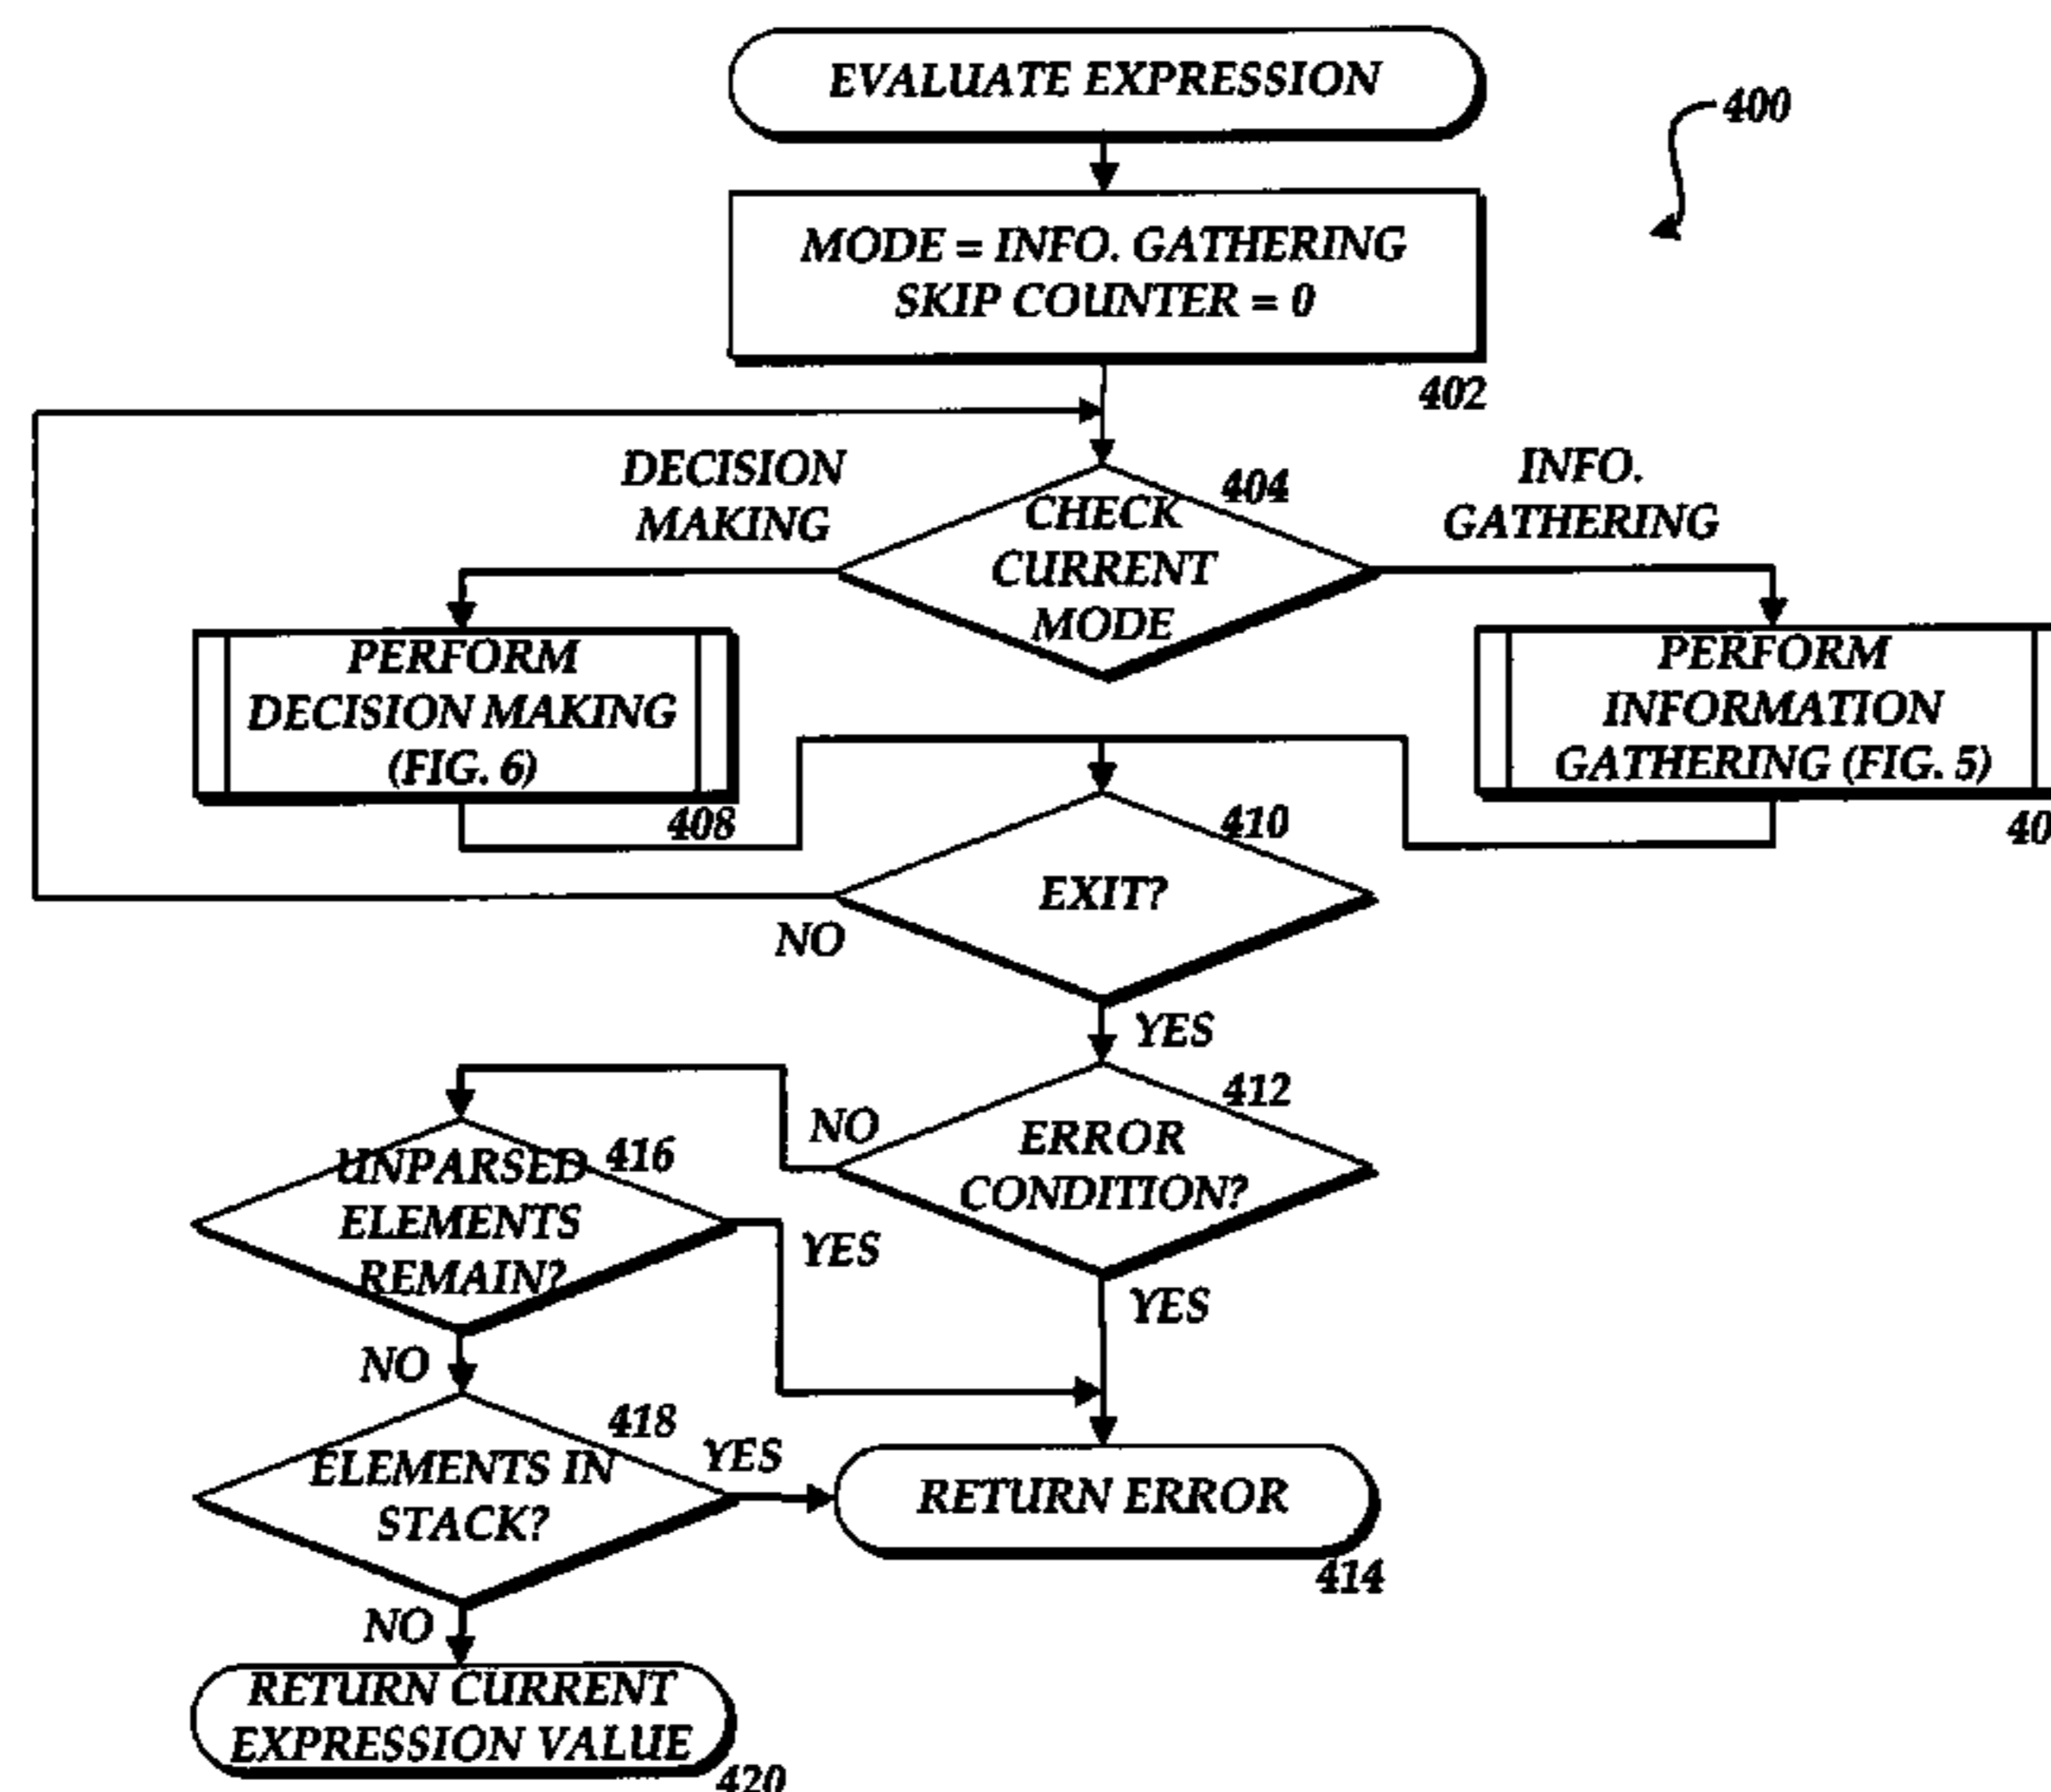 EVALUATE EXPRESSION
400
MODE = INFO. GATHERING
SKIP COUNTER = 0
402
DECISION
MAKING
404
CHECK
CURRENT
MODE
INFO.
GATHERING
PERFORM
DECISION MAKING
(FIG. 6)
408
PERFORM
INFORMATION
GATHERING (FIG. 5)
410
EXIT?
NO
YES
412
ERROR
CONDITION?
NO
YES
416
UNPARSED
ELEMENTS
REMAIN?
YES
NO
418
ELEMENTS IN
STACK?
YES
NO
RETURN ERROR
414
RETURN CURRENT
EXPRESSION VALUE
420